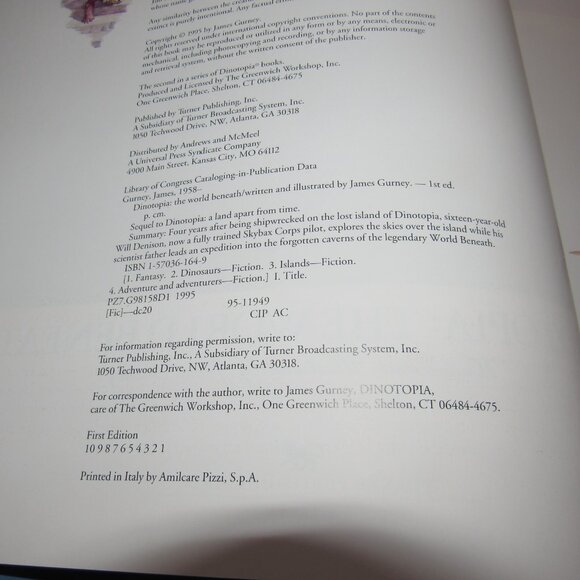 whose name
Any similarity between the
extinct is purely intentional. Any factual
Copyright © 1995 by James Gurney.
All rights reserved under international copyright conventions. No part of the contents
of this book may be reproduced or utilized in any form or by any means, electronic or
mechanical, including photocopying and recording, or by any information storage
and retrieval system, without the written consent of the publisher.
The second in a series of Dinotopia® books.
Produced and Licensed by The Greenwich Workshop, Inc.
One Greenwich Place, Shelton, CT 06484-4675
Published by Turner Publishing, Inc.
A Subsidiary of Turner Broadcasting System, Inc.
1050 Techwood Drive, NW, Atlanta, GA 30318
Distributed by Andrews and McMeel
A Universal Press Syndicate Company
4900 Main Street, Kansas City, MO 64112
Library of Congress Cataloging-in-Publication Data
Gurney, James, 1958–
Dinotopia: the world beneath/written and illustrated by James Gurney. — 1st ed.
p. cm.
Sequel to Dinotopia: a land apart from time.
Summary: Four years after being shipwrecked on the lost island of Dinotopia, sixteen-year-old
Will Denison, now a fully trained Skybax Corps pilot, explores the skies over the island while his
scientist father leads an expedition into the forgotten caverns of the legendary World Beneath.
ISBN 1-57036-164-9
[1. Fantasy. 2. Dinosaurs—Fiction. 3. Islands—Fiction.
4. Adventure and adventurers—Fiction.] I. Title.
PZ7.G98158D1 1995
[Fic]—dc20 95-11949
CIP AC
For information regarding permission, write to:
Turner Publishing, Inc., A Subsidiary of Turner Broadcasting System, Inc.
1050 Techwood Drive, NW, Atlanta, GA 30318.
For correspondence with the author, write to James Gurney, DINOTOPIA,
care of The Greenwich Workshop, Inc., One Greenwich Place, Shelton, CT 06484-4675.
First Edition
10 9 8 7 6 5 4 3 2 1
Printed in Italy by Amilcare Pizzi, S.p.A.